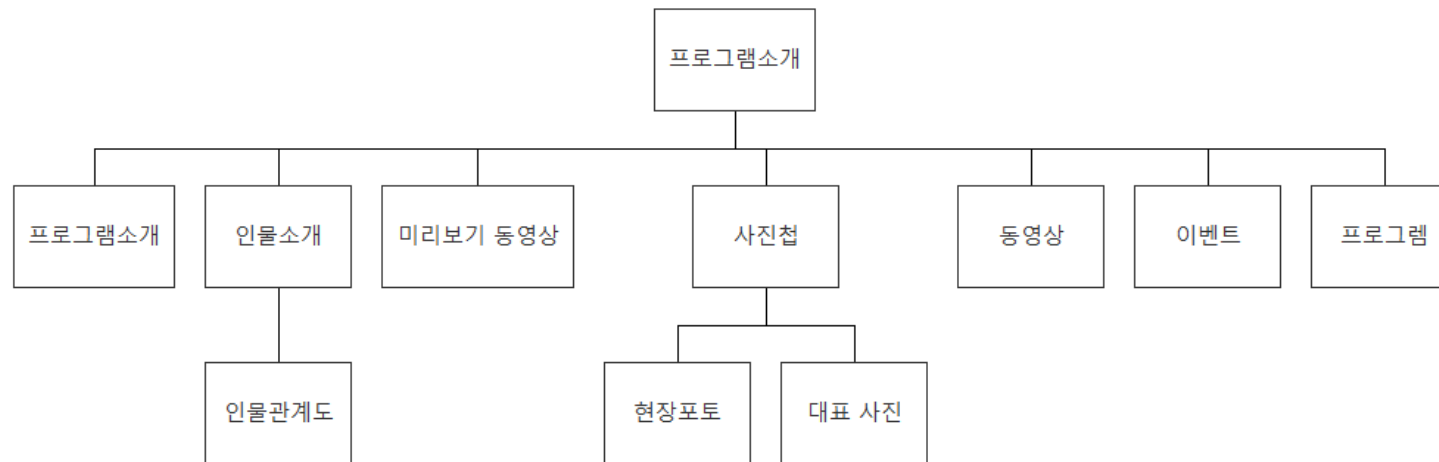 프로그램소개
프로그램소개
인물소개
미리보기 동영상
사진첩
동영상
이벤트
프로그렘
인물관계도
현장포토
대표 사진